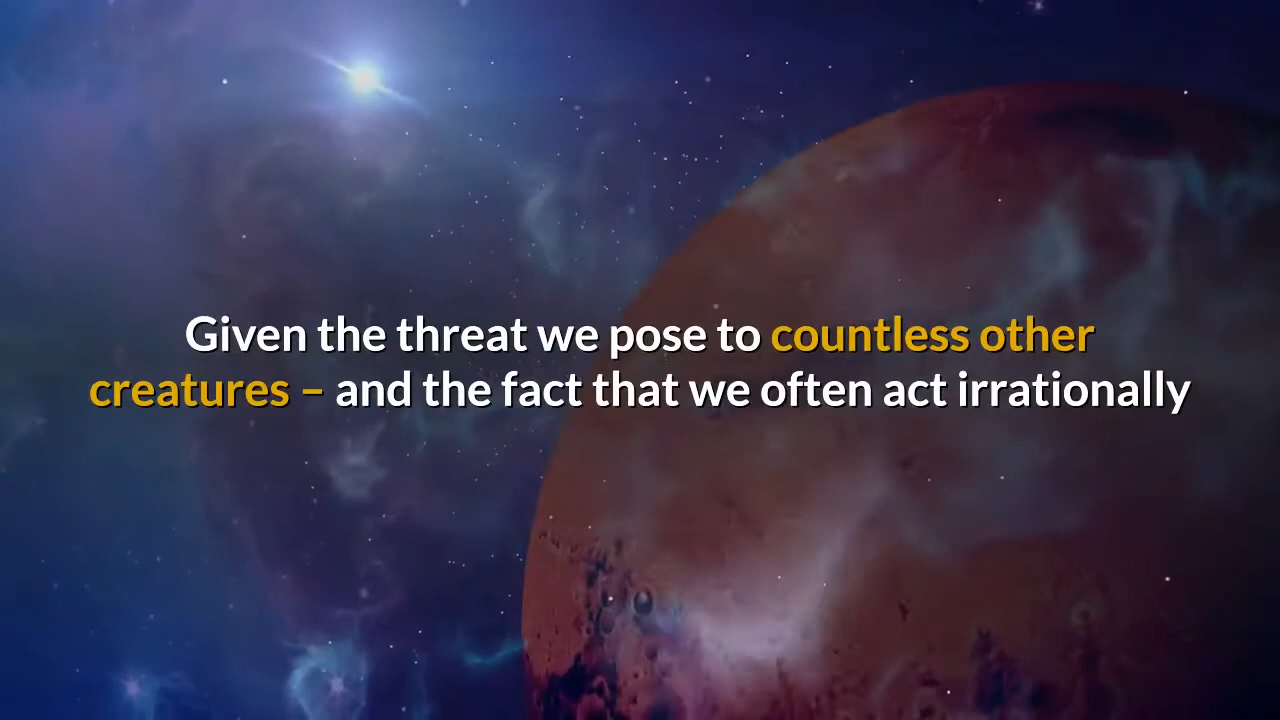 Given the threat we pose to countless other
creatures – and the fact that we often act irrationally